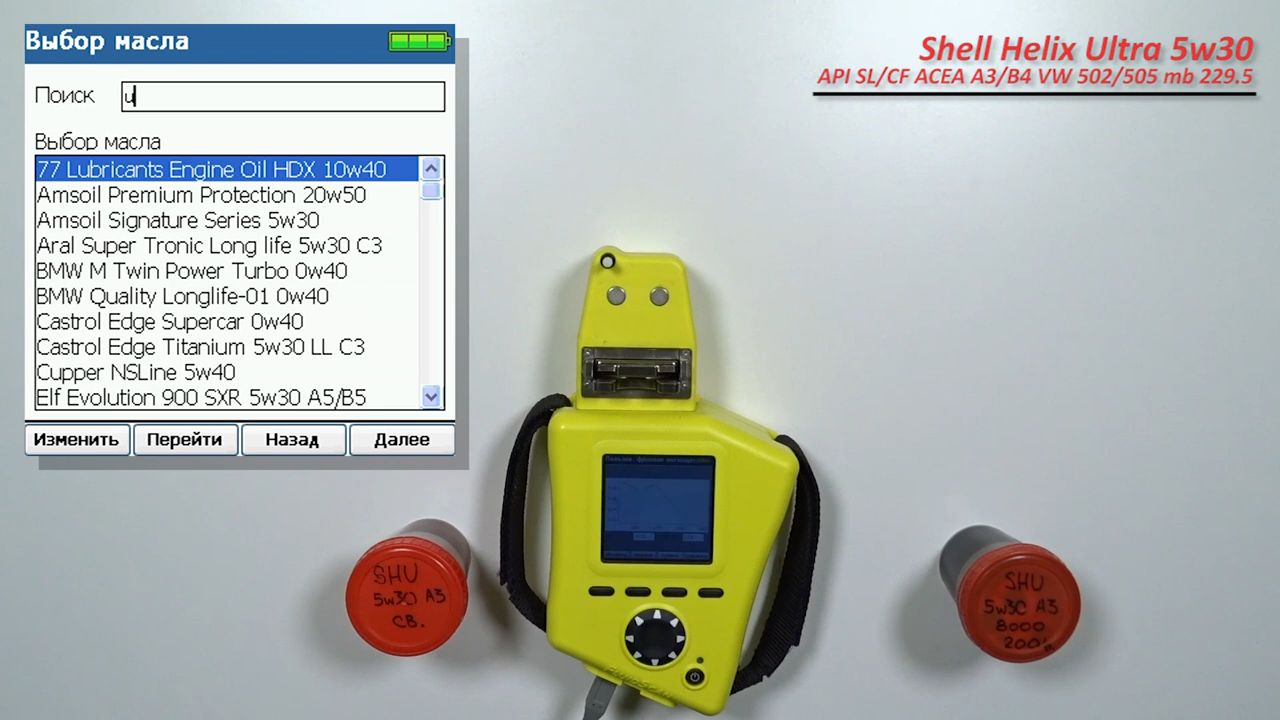 Выбор масла
Поиск
u
Выбор масла
77 Lubricants Engine Oil HDX 10w40
Amsoil Premium Protection 20w50
Amsoil Signature Series 5w30
Aral Super Tronic Long life 5w30 C3
BMW M Twin Power Turbo 0w40
BMW Quality Longlife-01 0w40
Castrol Edge Supercar 0w40
Castrol Edge Titanium 5w30 LL C3
Cupper NSLine 5w40
Elf Evolution 900 SXR 5w30 A5/B5
Изменить
Перейти
Назад
Далее
Shell Helix Ultra 5w30
API SL/CF ACEA A3/B4 VW 502/505 mb 229.5
SHU
5w30 A3
СВ.
SHU
5w30 A3
8000
200ч